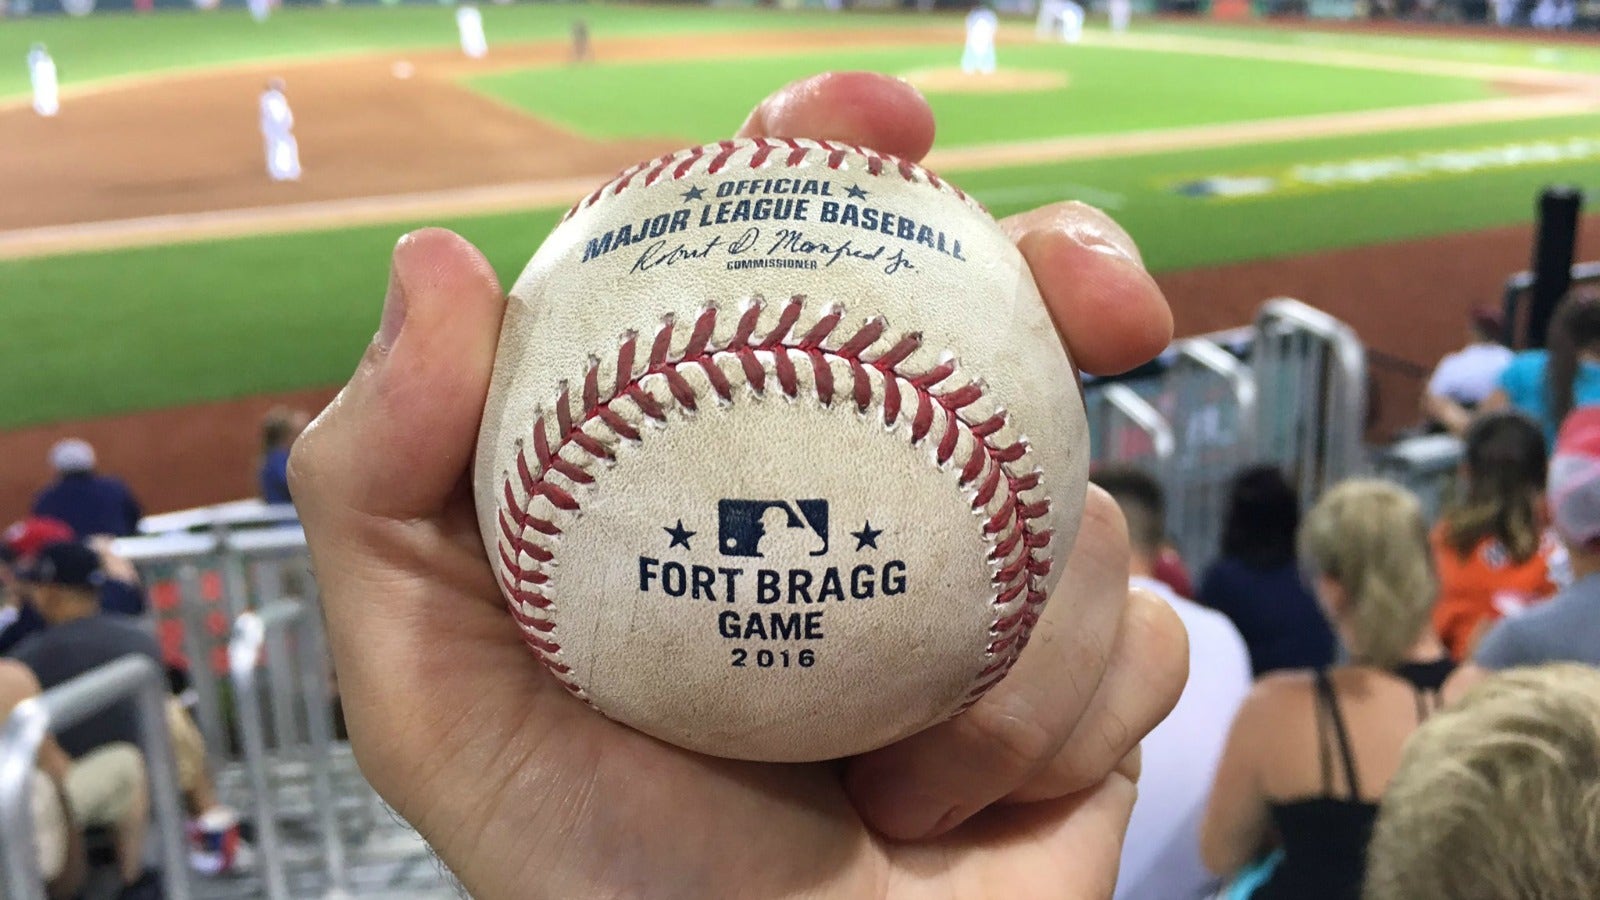 ★ OFFICIAL ★
MAJOR LEAGUE BASEBALL
Robert D. Manfred Jr.
COMMISSIONER
FORT BRAGG
GAME
2016